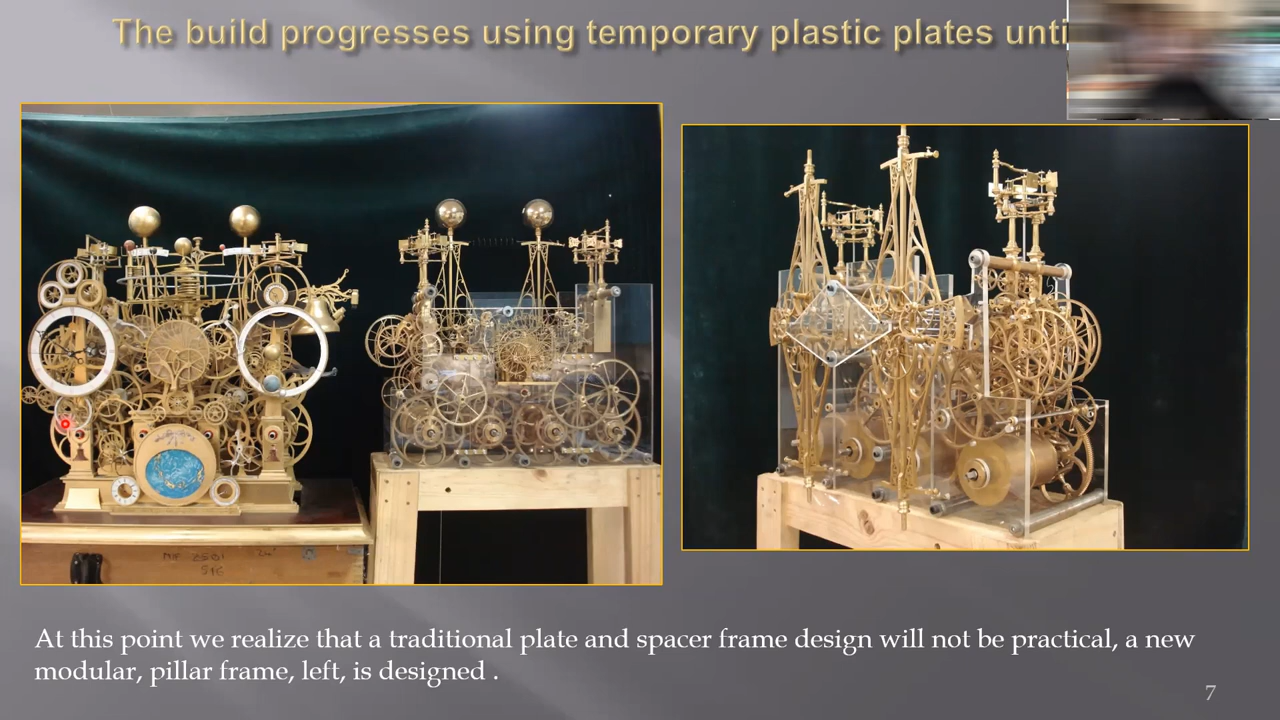 The build progresses using temporary plastic plates unti
At this point we realize that a traditional plate and spacer frame design will not be practical, a new
modular, pillar frame, left, is designed .
7